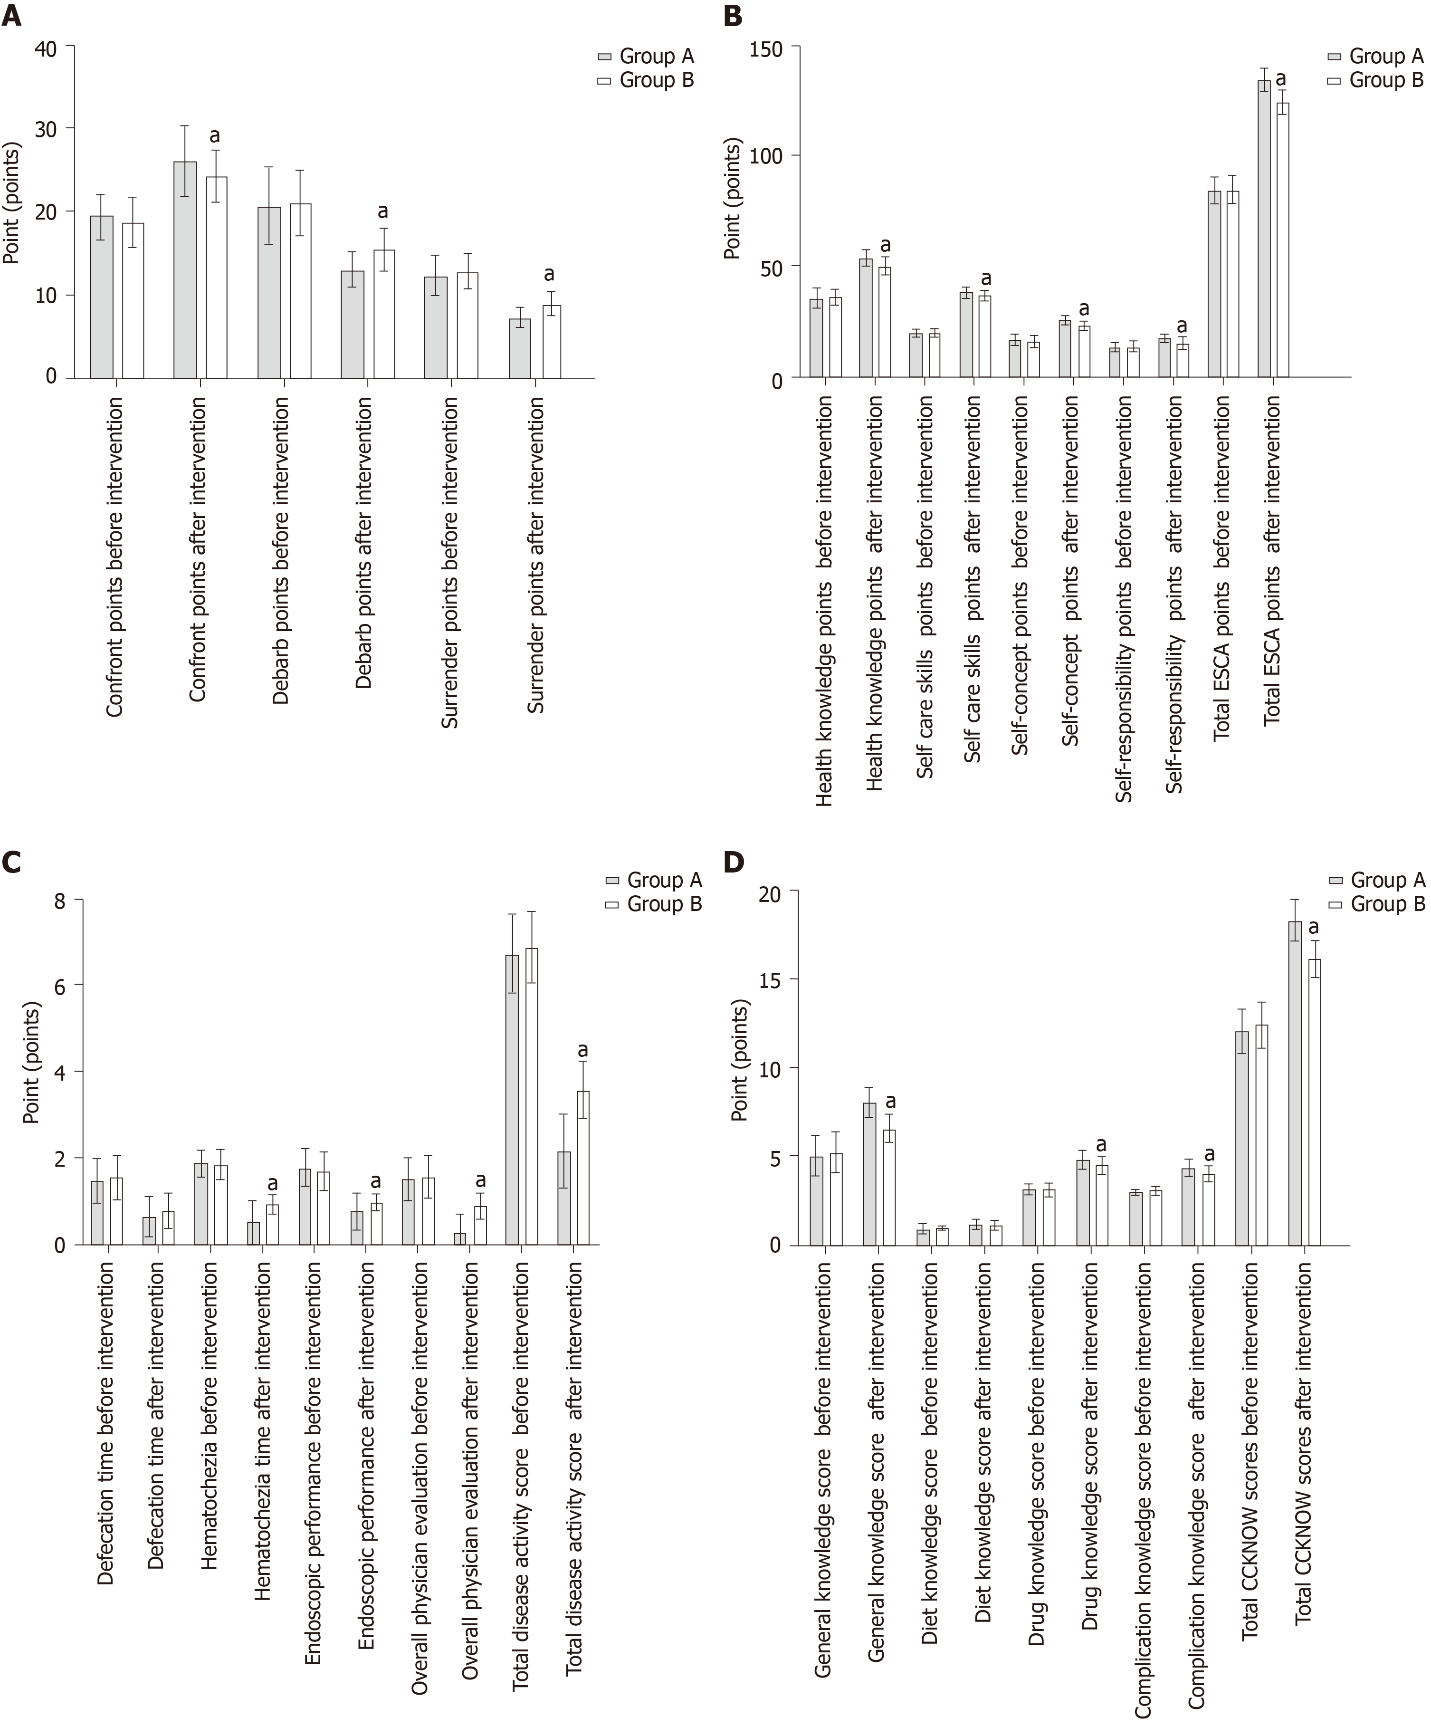 A
40
30
20
10
0
Point (points)
Group A
Group B
a
a
a
Confront points before intervention
Confront points after intervention
Debarb points before intervention
Debarb points after intervention
Surrender points before intervention
Surrender points after intervention
B
150
100
50
0
Point (points)
Group A
Group B
a
a
a
a
a
Health knowledge points before intervention
Health knowledge points after intervention
Self care skills points before intervention
Self care skills points after intervention
Self-concept points before intervention
Self-concept points after intervention
Self-responsibility points before intervention
Self-responsibility points after intervention
Total ESCA points before intervention
Total ESCA points after intervention
C
8
6
4
2
0
Point (points)
Group A
Group B
a
a
a
a
Defecation time before intervention
Defecation time after intervention
Hematochezia before intervention
Hematochezia time after intervention
Endoscopic performance before intervention
Endoscopic performance after intervention
Overall physician evaluation before intervention
Overall physician evaluation after intervention
Total disease activity score before intervention
Total disease activity score after intervention
D
20
15
10
5
0
Point (points)
Group A
Group B
a
a
a
a
General knowledge score before intervention
General knowledge score after intervention
Diet knowledge score before intervention
Diet knowledge score after intervention
Drug knowledge score before intervention
Drug knowledge score after intervention
Complication knowledge score before intervention
Complication knowledge score after intervention
Total CCKNOW scores before intervention
Total CCKNOW scores after intervention